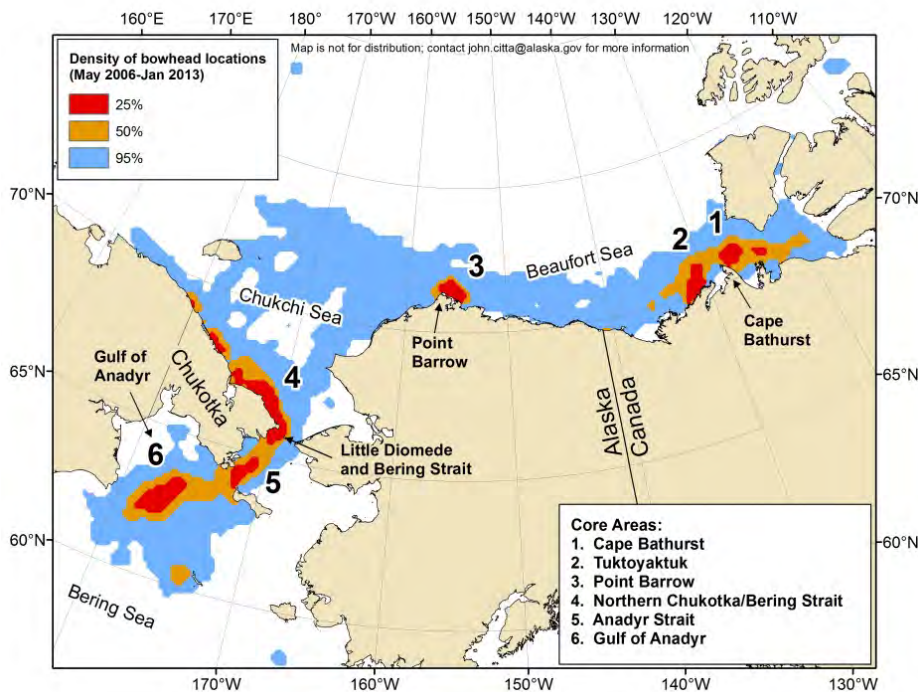 160°E 170°E 180° 170°W 160°W 150°W 140°W 130°W 120°W 110°W
Map is not for distribution; contact john.citta@alaska.gov for more information
Density of bowhead locations
(May 2006-Jan 2013)
25%
50%
95%
70°N
70°N
1
2
3
Beaufort Sea
Chukchi Sea
Point
Barrow
Cape
Bathurst
Gulf of
Anadyr
Chukotka
4
65°N
65°N
Alaska
Canada
Little Diomede
and Bering Strait
6
5
60°N
60°N
Bering Sea
Core Areas:
1. Cape Bathurst
2. Tuktoyaktuk
3. Point Barrow
4. Northern Chukotka/Bering Strait
5. Anadyr Strait
6. Gulf of Anadyr
170°W 160°W 150°W 140°W 130°W